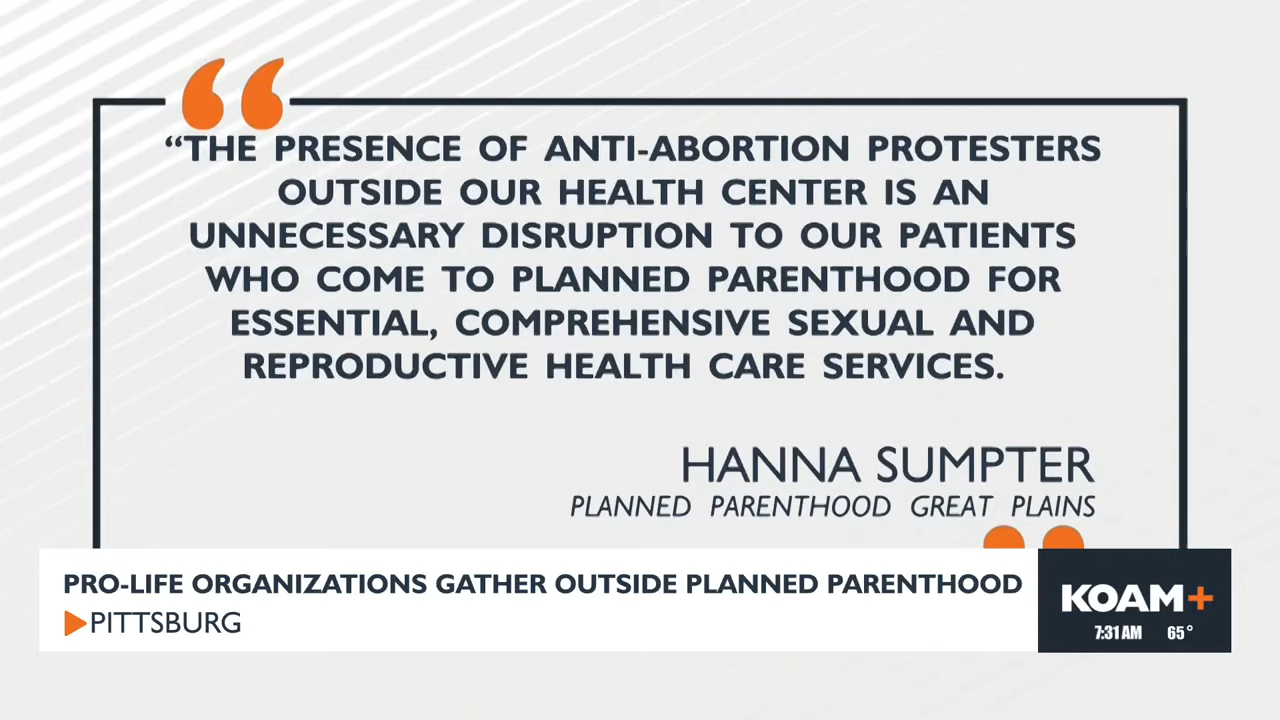 “THE PRESENCE OF ANTI-ABORTION PROTESTERS
OUTSIDE OUR HEALTH CENTER IS AN
UNNECESSARY DISRUPTION TO OUR PATIENTS
WHO COME TO PLANNED PARENTHOOD FOR
ESSENTIAL, COMPREHENSIVE SEXUAL AND
REPRODUCTIVE HEALTH CARE SERVICES.
HANNA SUMPTER
PLANNED PARENTHOOD GREAT PLAINS
PRO-LIFE ORGANIZATIONS GATHER OUTSIDE PLANNED PARENTHOOD
PITTSBURG
KOAM+
7:31 AM 65°